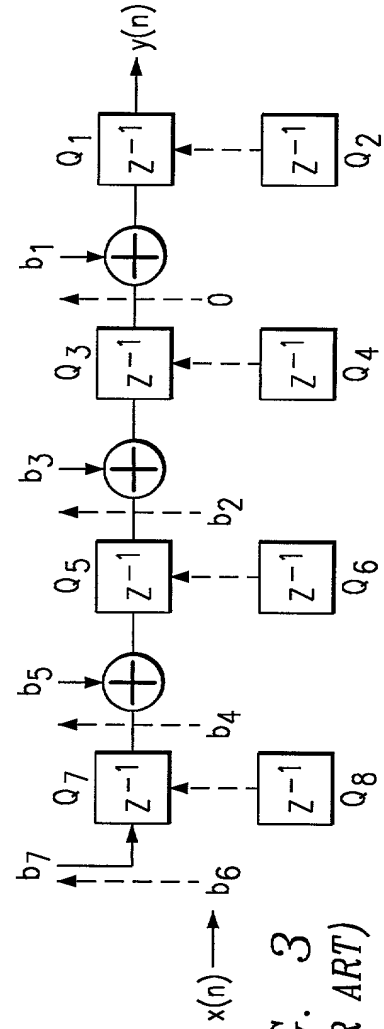 b7 Q7 b5 Q5 b3 Q3 b1 Q1
z⁻¹ z⁻¹ z⁻¹ z⁻¹ y(n)
x(n) b6 b4 b2 0
z⁻¹ z⁻¹ z⁻¹ z⁻¹
Q8 Q6 Q4 Q2
G. 3
R ART)